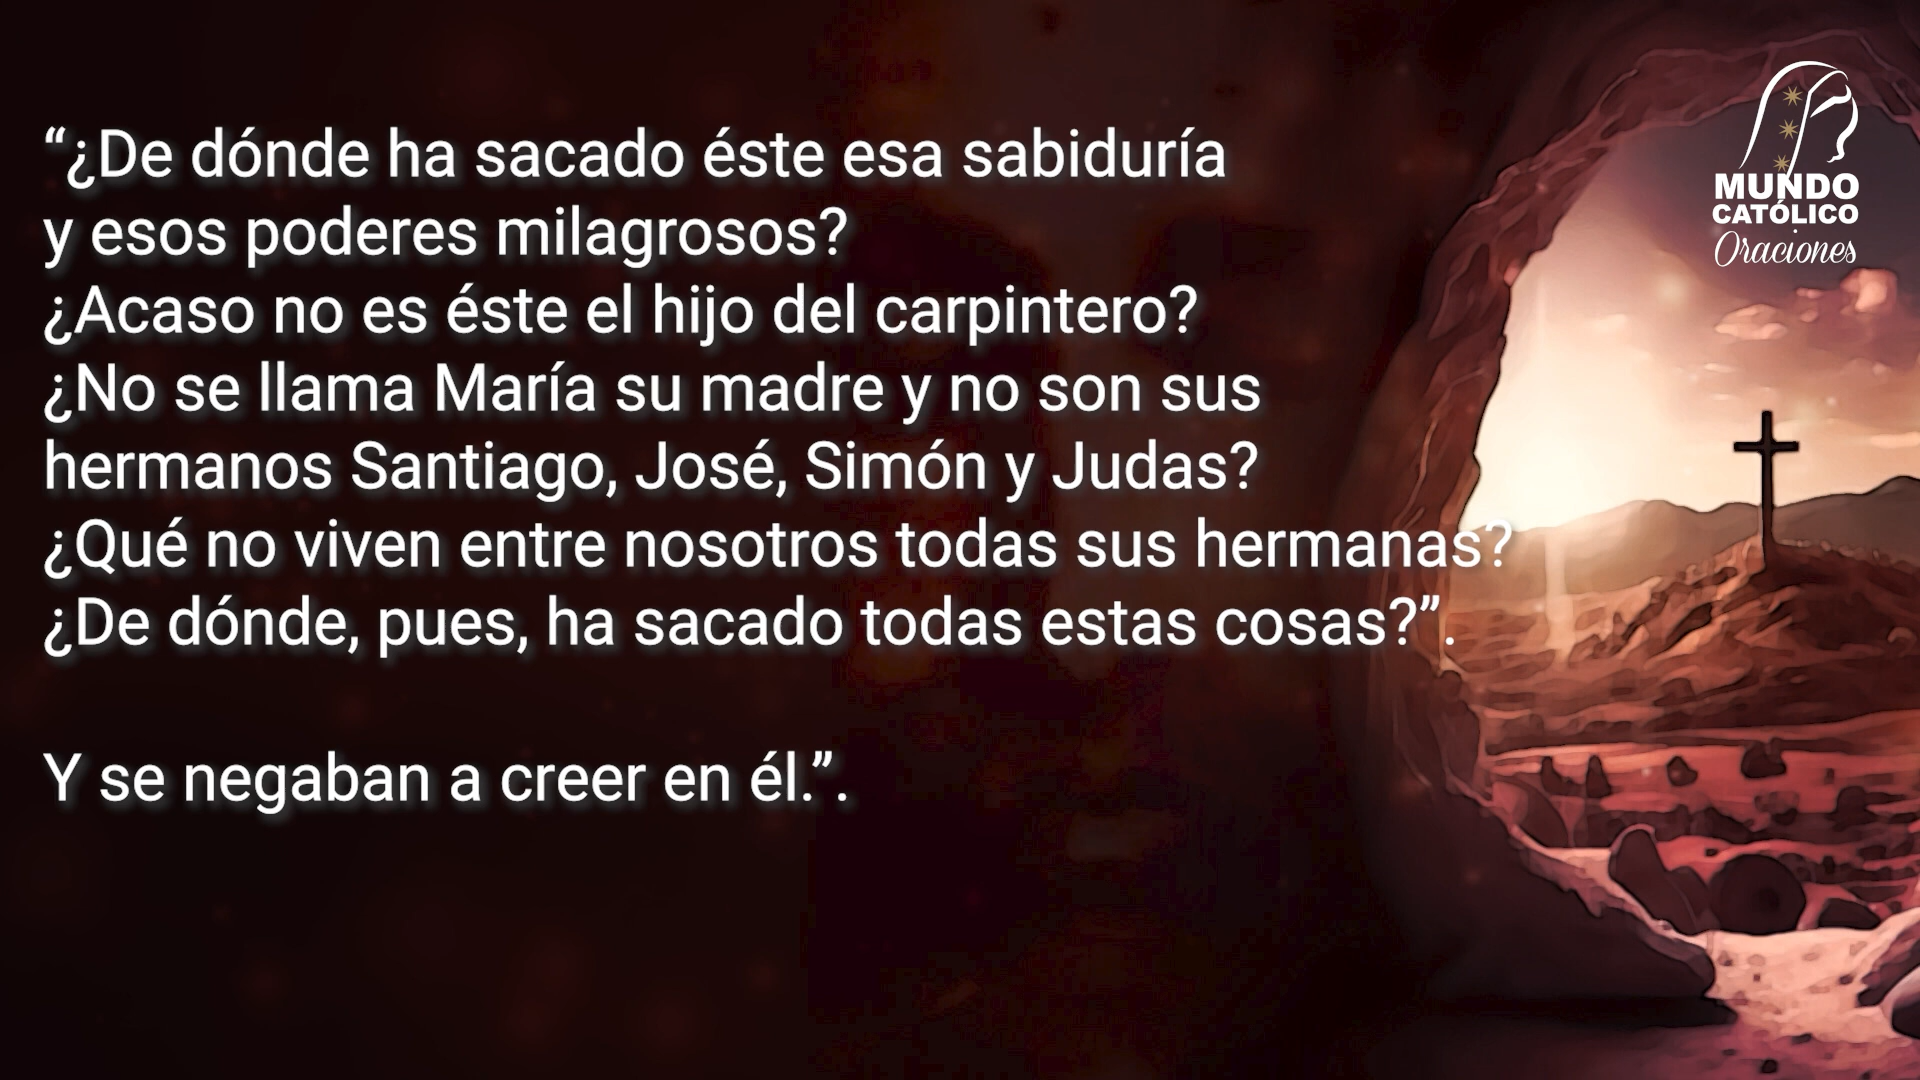 “¿De dónde ha sacado éste esa sabiduría
y esos poderes milagrosos?
¿Acaso no es éste el hijo del carpintero?
¿No se llama María su madre y no son sus
hermanos Santiago, José, Simón y Judas?
¿Qué no viven entre nosotros todas sus hermanas?
¿De dónde, pues, ha sacado todas estas cosas?”.
Y se negaban a creer en él.”.
MUNDO
CATÓLICO
Oraciones